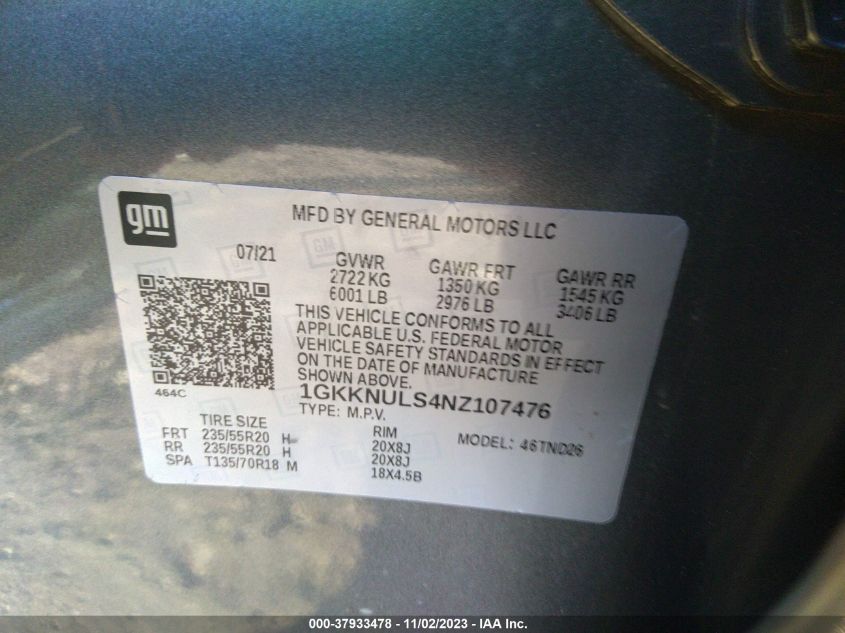 gm
MFD BY GENERAL MOTORS LLC
07/21
GVWR
2722 KG
6001 LB
GAWR FRT
1350 KG
2976 LB
GAWR RR
1545 KG
3406 LB
THIS VEHICLE CONFORMS TO ALL
APPLICABLE U.S. FEDERAL MOTOR
VEHICLE SAFETY STANDARDS IN EFFECT
ON THE DATE OF MANUFACTURE
SHOWN ABOVE.
464C
1GKKNULS4NZ107476
TYPE: M.P.V.
MODEL: 46TND26
TIRE SIZE RIM
FRT 235/55R20 H 20X8J
RR 235/55R20 H 20X8J
SPA T135/70R18 M 18X4.5B
000-37933478 - 11/02/2023 - IAA Inc.